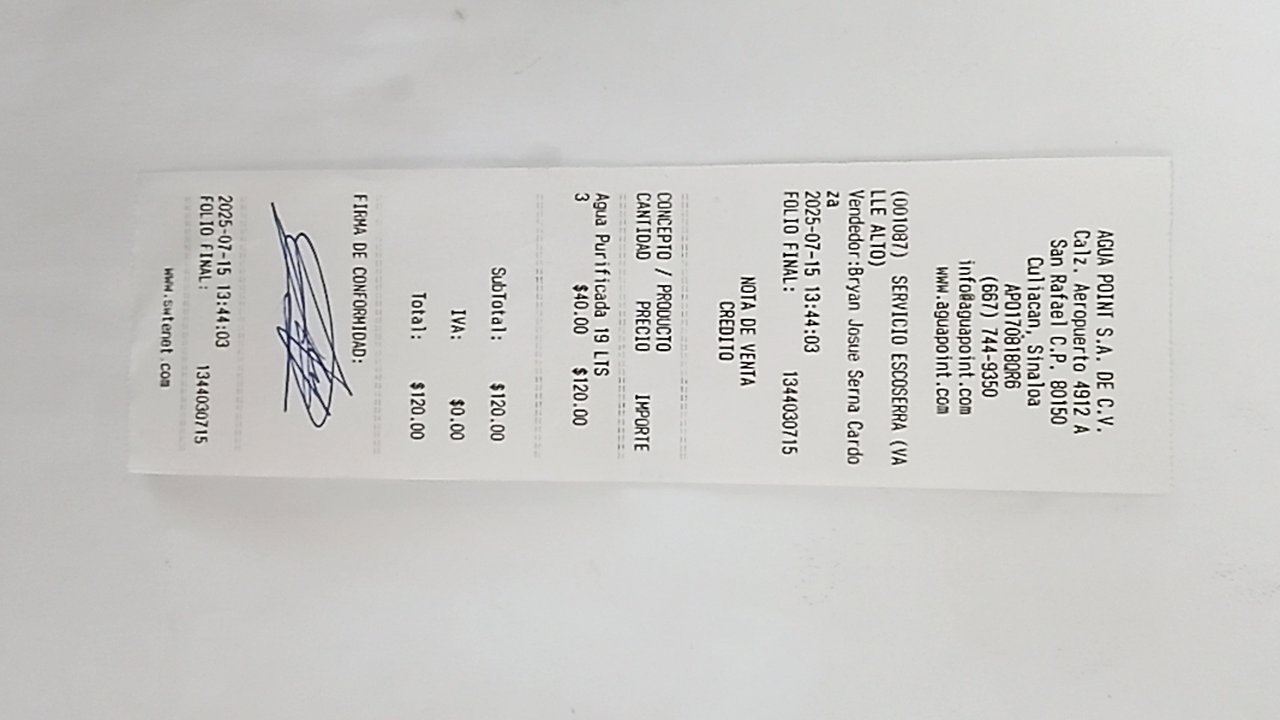 AGUA POINT S.A. DE C.V.
Calz. Aeropuerto 4912 A
San Rafael C.P. 80150
Culiacan, Sinaloa
APO170818QR6
(667) 744-9350
info@aguapoint.com
www.aguapoint.com
(001087) SERVICIO ESCOSERRA (VA
LLE ALTO)
Vendedor:Bryan Josue Serna Cardo
za
2025-07-15 13:44:03
FOLIO FINAL: 1344030715
NOTA DE VENTA
CREDITO
CONCEPTO / PRODUCTO
CANTIDAD PRECIO IMPORTE
Agua Purificada 19 LTS
3 $40.00 $120.00
SubTotal: $120.00
IVA: $0.00
Total: $120.00
FIRMA DE CONFORMIDAD:
2025-07-15 13:44:03
FOLIO FINAL: 1344030715
www.swtenet.com